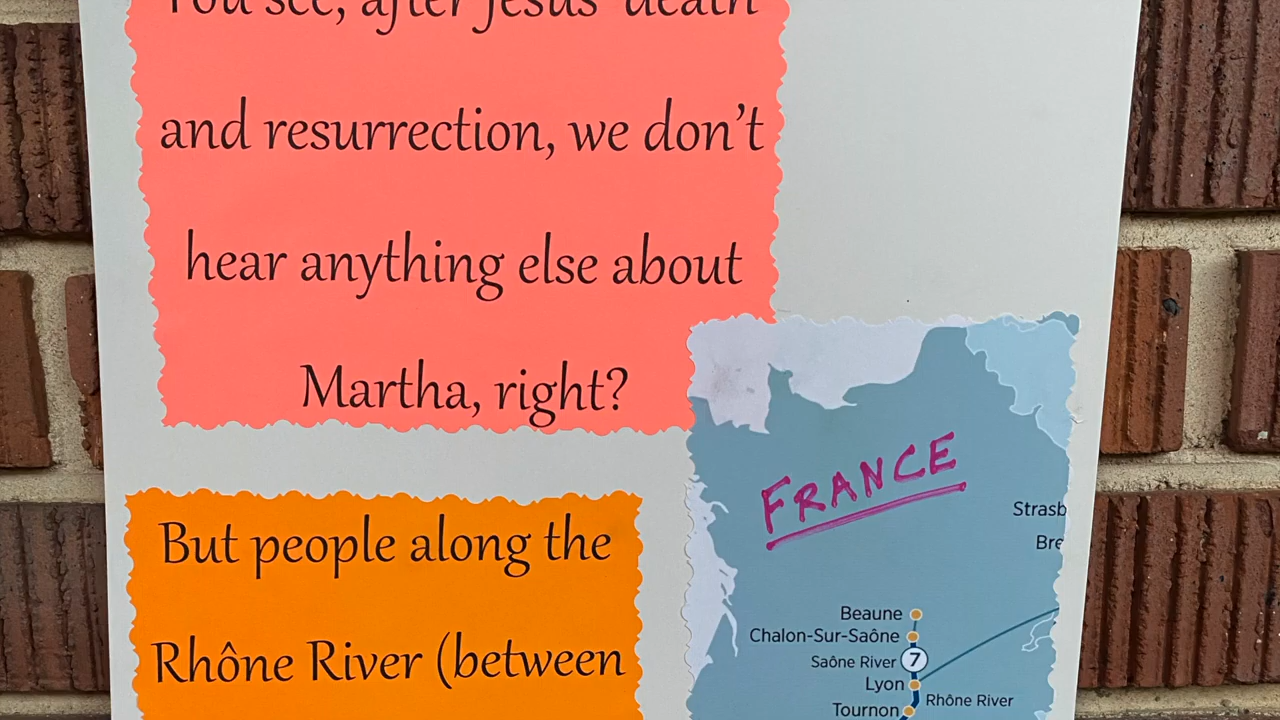 You see, after Jesus' death
and resurrection, we don't
hear anything else about
Martha, right?
FRANCE
But people along the
Rhône River (between
Strasb
Bre
Beaune
Chalon-Sur-Saône
Saône River 7
Lyon
Rhône River
Tournon